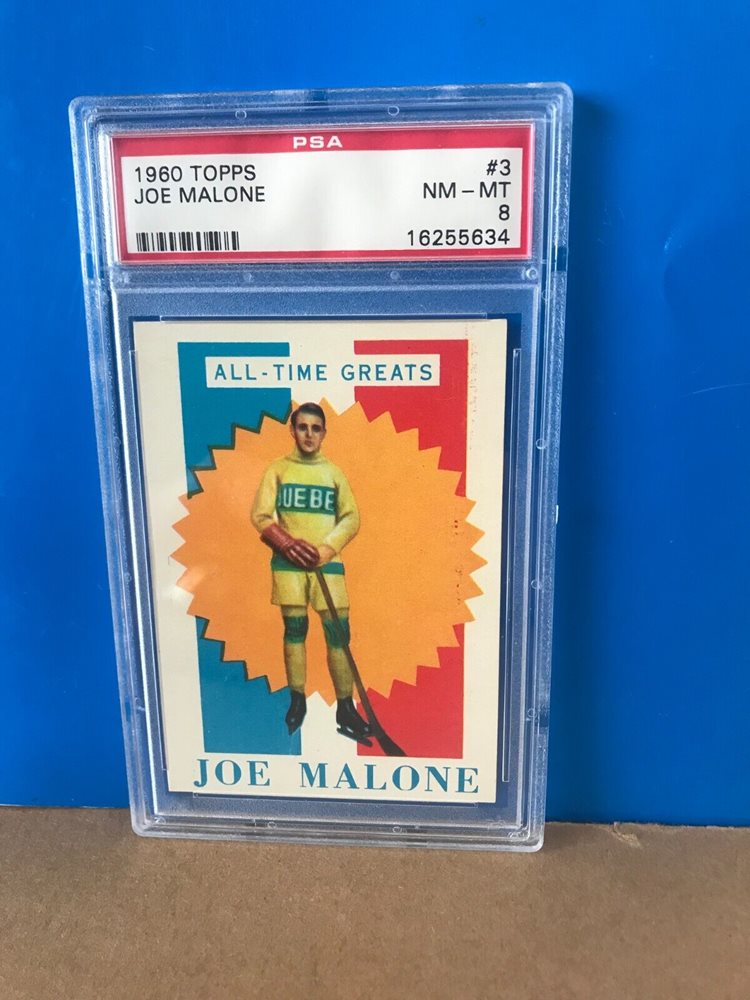 PSA
1960 TOPPS #3
JOE MALONE NM-MT
8
16255634
ALL-TIME GREATS
UEBE
JOE MALONE